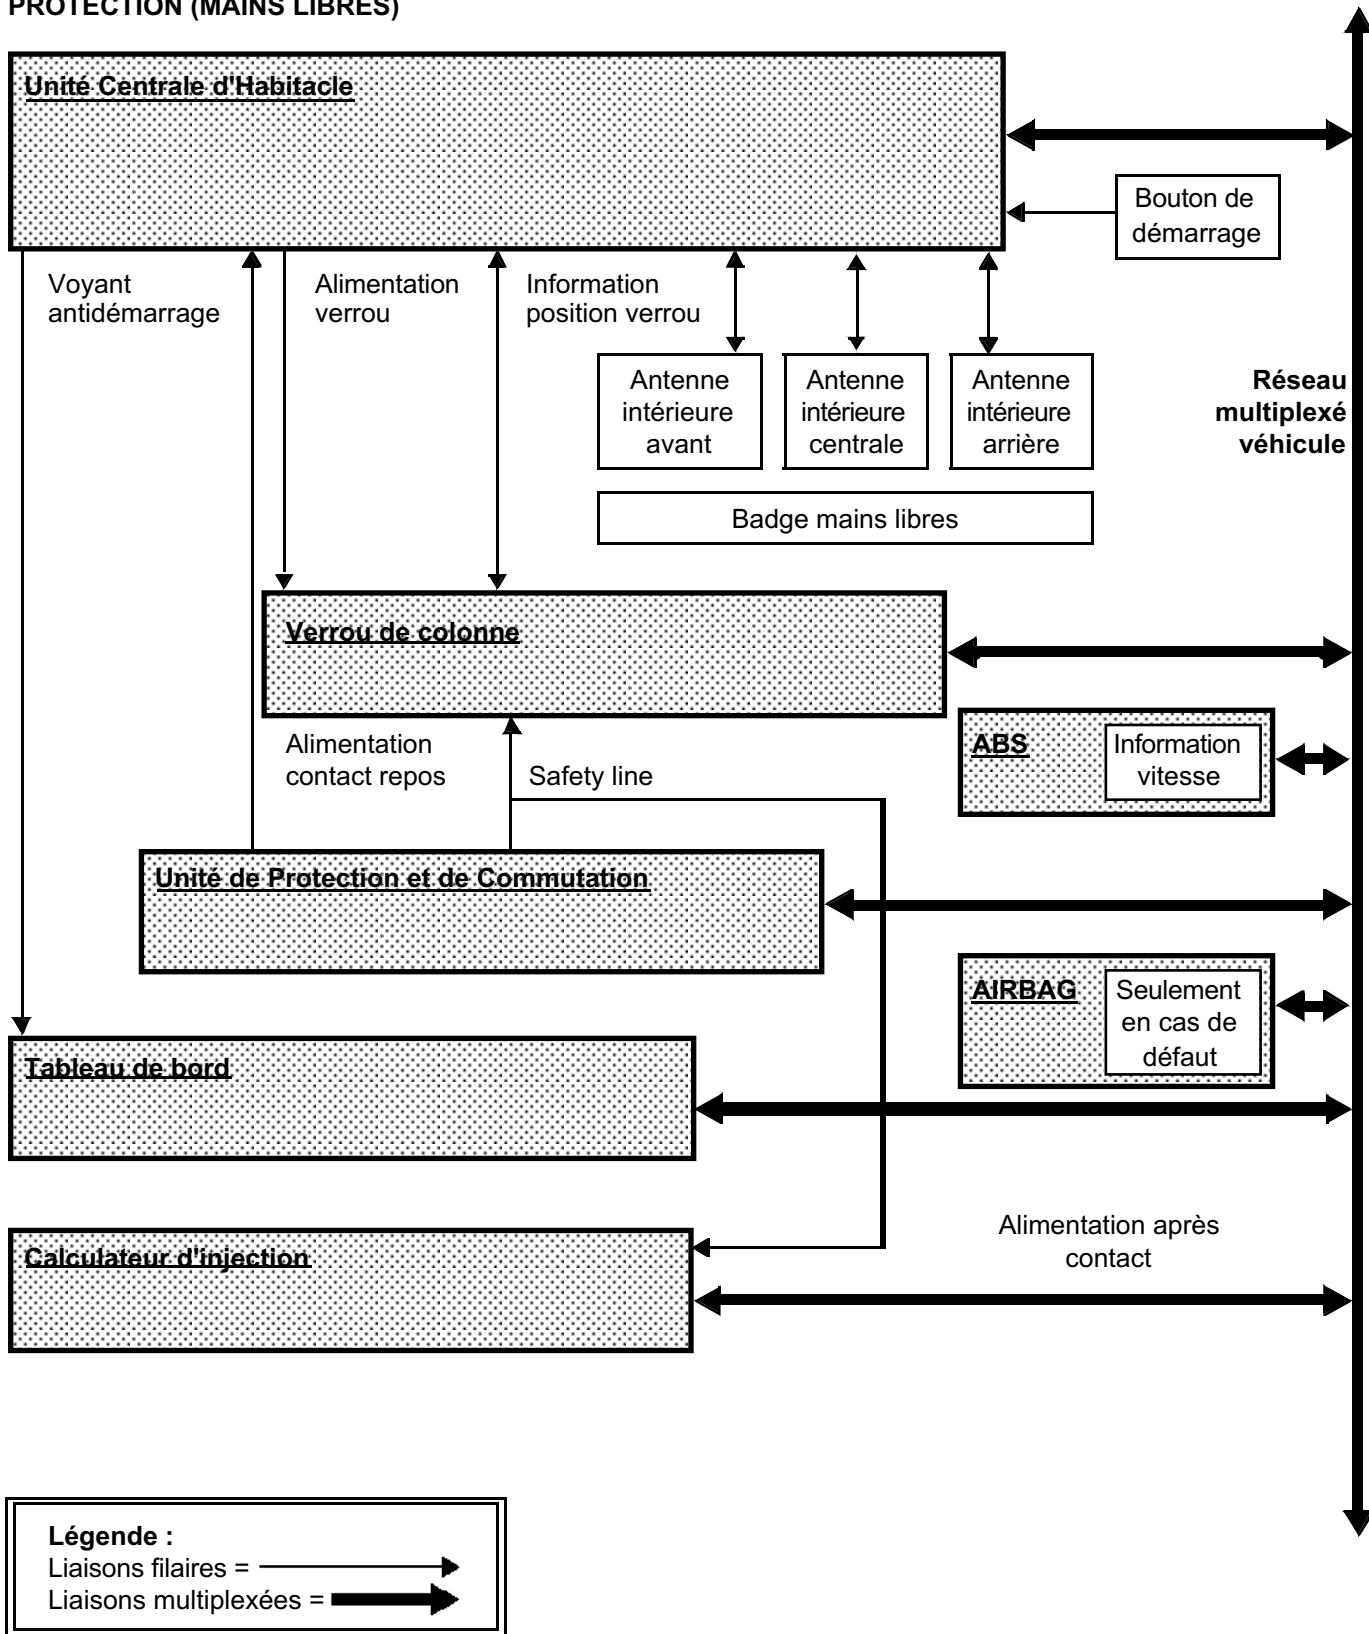 PROTECTION (MAINS LIBRES)
Unité Centrale d'Habitacle
Bouton de
démarrage
Voyant
antidémarrage
Alimentation
verrou
Information
position verrou
Antenne
intérieure
avant
Antenne
intérieure
centrale
Antenne
intérieure
arrière
Réseau
multiplexé
véhicule
Badge mains libres
Verrou de colonne
ABS
Information
vitesse
Alimentation
contact repos
Safety line
Unité de Protection et de Commutation
AIRBAG
Seulement
en cas de
défaut
Tableau de bord
Calculateur d'injection
Alimentation après
contact
Légende :
Liaisons filaires =
Liaisons multiplexées =